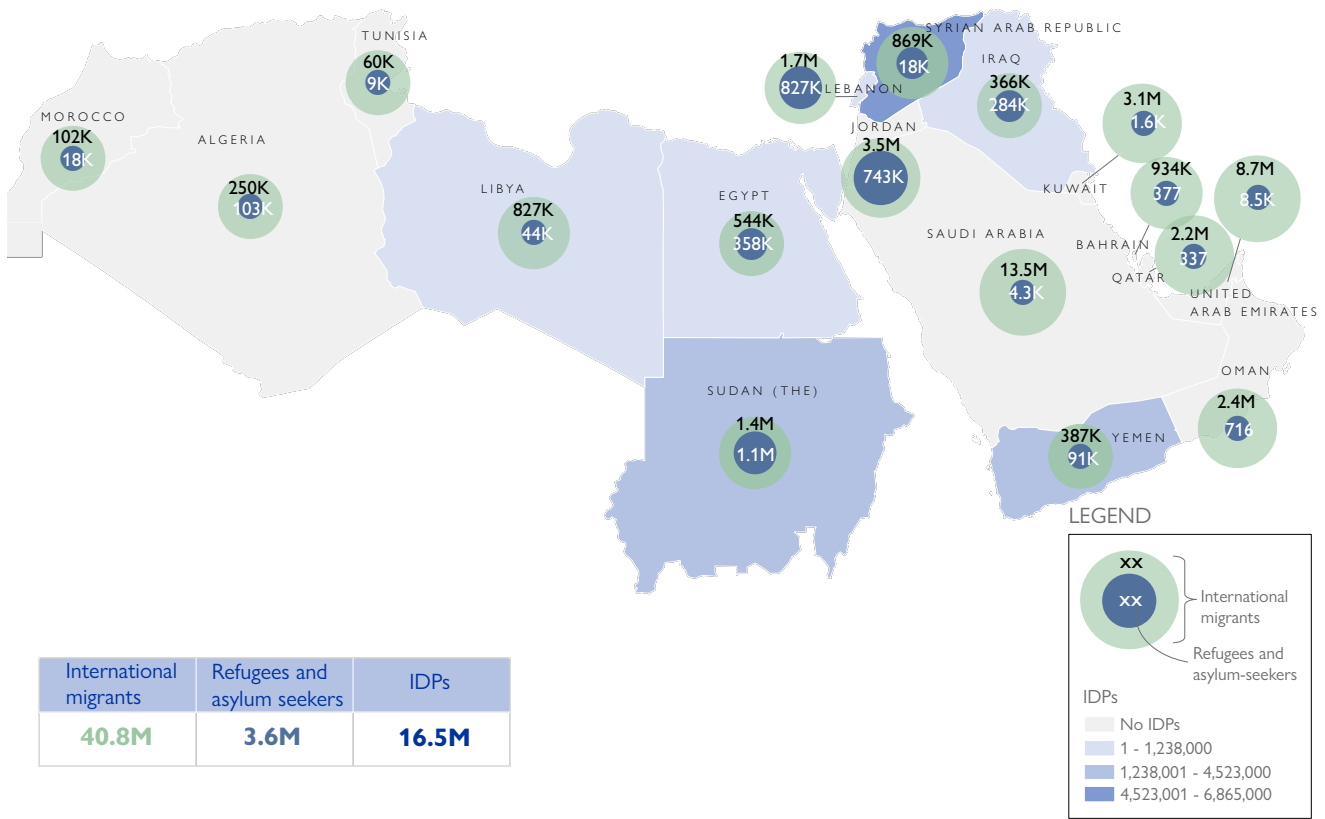 TUNISIA
60K
9K
MOROCCO
102K
18K
ALGERIA
250K
103K
LIBYA
827K
44K
EGYPT
544K
358K
SUDAN (THE)
1.4M
1.1M
SYRIAN ARAB REPUBLIC
869K
18K
1.7M
827K
LEBANON
IRAQ
366K
284K
JORDAN
3.5M
743K
3.1M
1.6K
KUWAIT
934K
377
BAHRAIN
8.7M
8.5K
2.2M
337
QATAR
UNITED
ARAB EMIRATES
SAUDI ARABIA
13.5M
4.3K
OMAN
2.4M
716
387K
91K
YEMEN
LEGEND
xx
xx
International
migrants
Refugees and
asylum-seekers
IDPs
No IDPs
1 - 1,238,000
1,238,001 - 4,523,000
4,523,001 - 6,865,000
International
migrants
Refugees and
asylum seekers
IDPs
40.8M
3.6M
16.5M